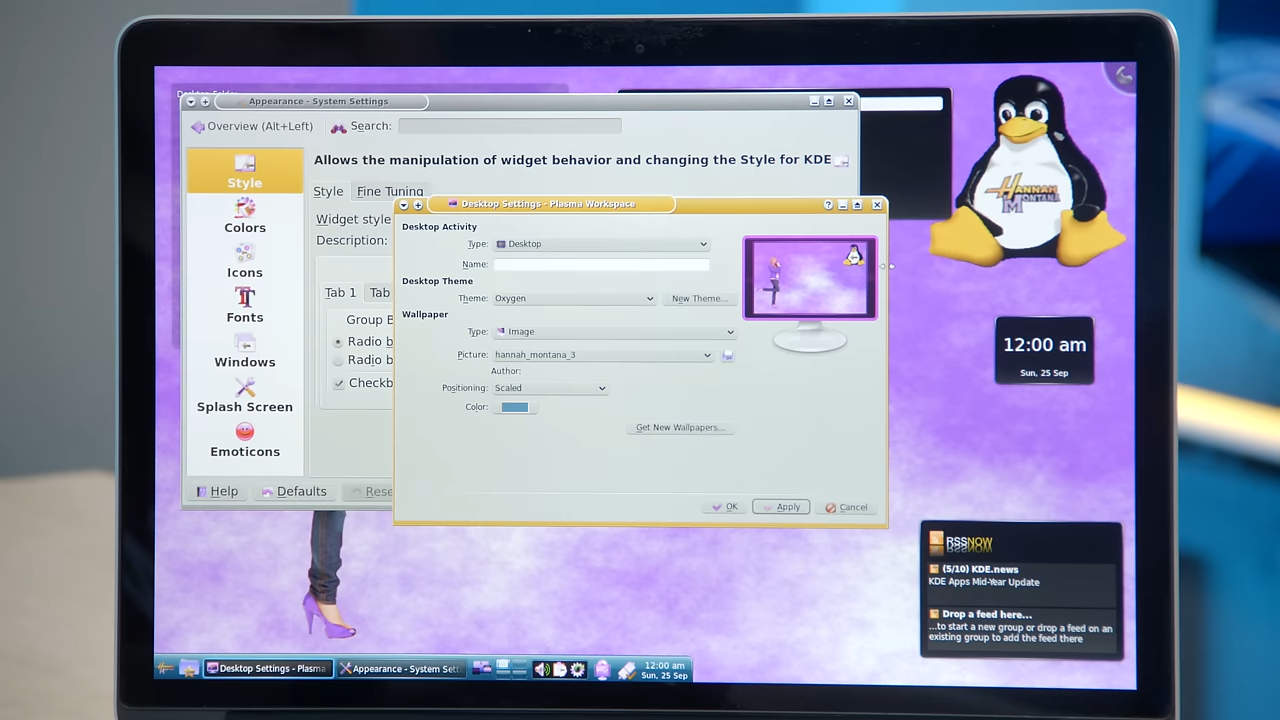 Appearance - System Settings
Overview (Alt+Left)
Search:
Allows the manipulation of widget behavior and changing the Style for KDE
Style
Colors
Icons
Fonts
Windows
Splash Screen
Emoticons
Style
Fine Tuning
Widget style
Description:
Tab 1
Tab
Group B
Radio b
Radio b
Checkb
Help
Defaults
Rese
Desktop Settings - Plasma Workspace
Desktop Activity
Type: Desktop
Name:
Desktop Theme
Theme: Oxygen
New Theme...
Wallpaper
Type: Image
Picture: hannah_montana_3
Author:
Positioning: Scaled
Color:
Get New Wallpapers...
OK
Apply
Cancel
HANNAH
MONTANA
12:00 am
Sun, 25 Sep
RSSNOW
(5/10) KDE.news
KDE Apps Mid-Year Update
Drop a feed here...
...to start a new group or drop a feed on an
existing group to add the feed there
Desktop Settings - Plasma
Appearance - System Sett
12:00 am
Sun, 25 Sep